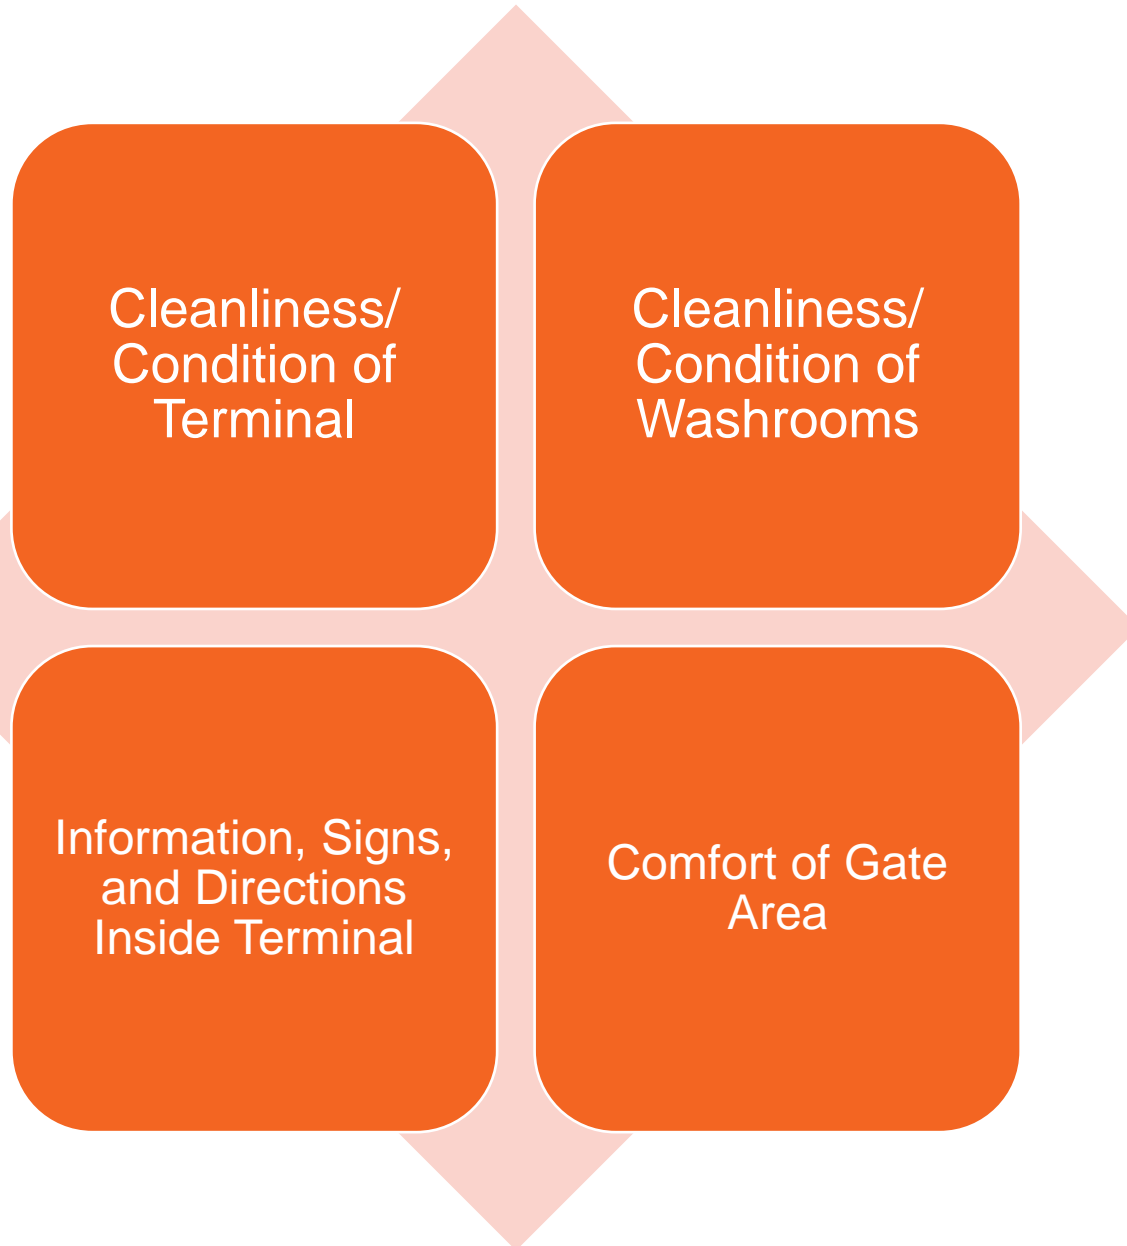 Cleanliness/
Condition of
Terminal
Cleanliness/
Condition of
Washrooms
Information, Signs,
and Directions
Inside Terminal
Comfort of Gate
Area